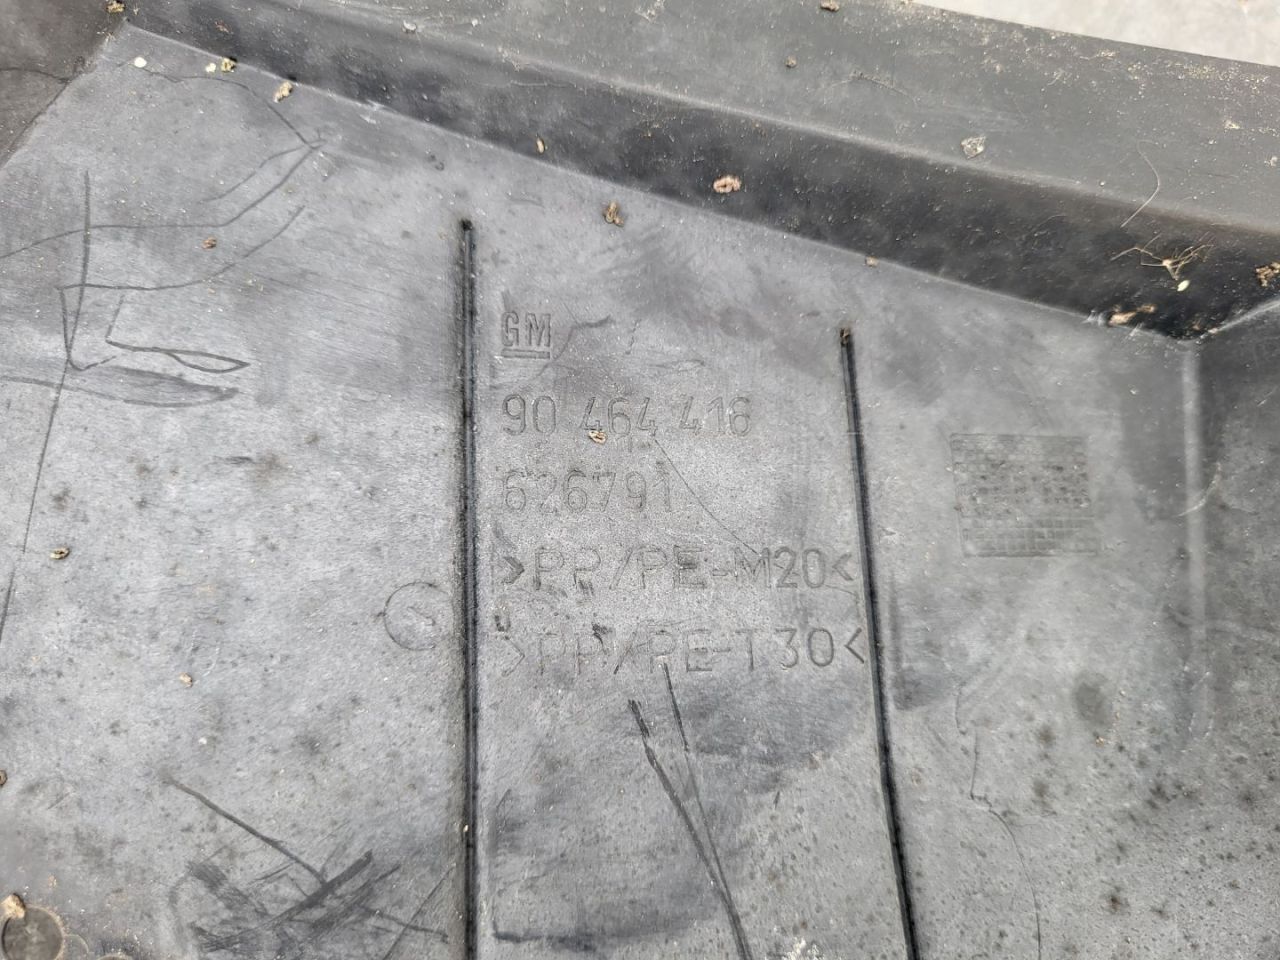 GM
90 464 416
626791
>PP/PE-M20<
>PP/PE-T30<